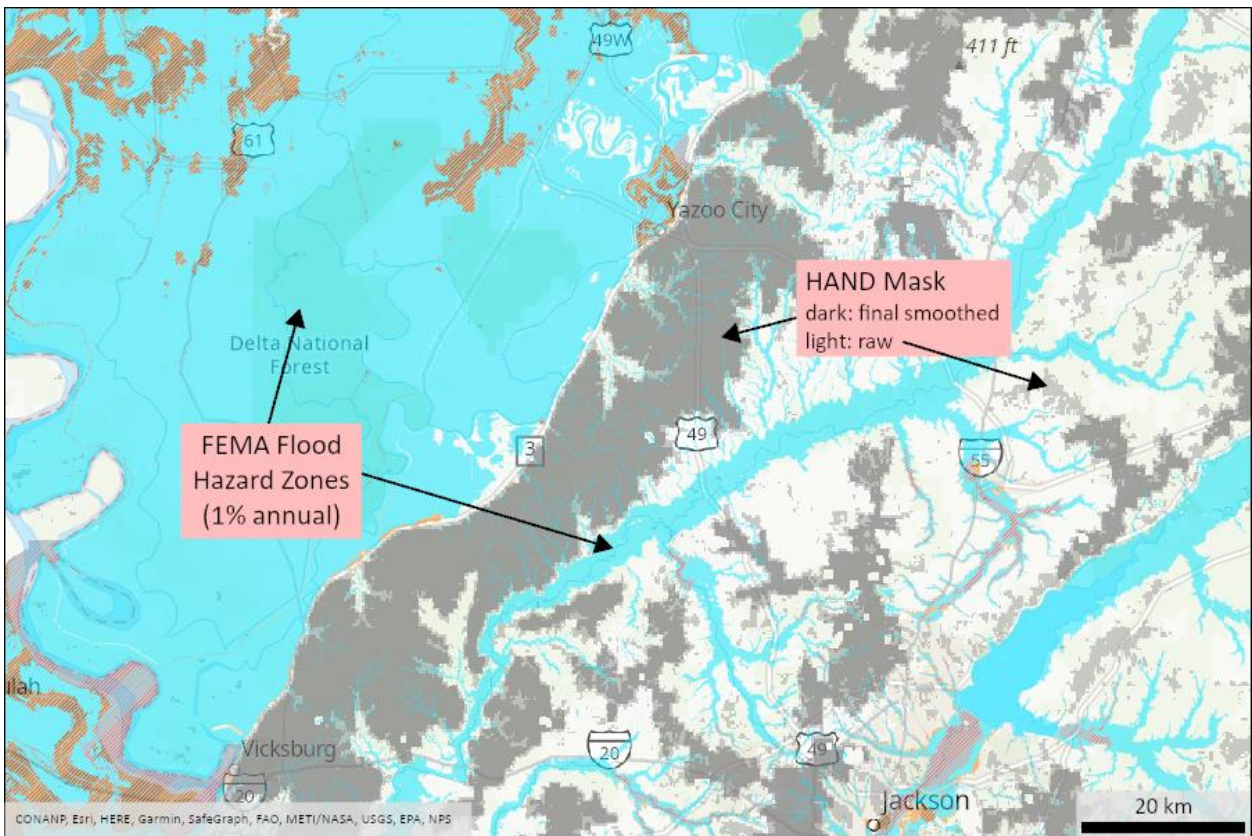 49W
411 ft
61
Yazoo City
HAND Mask
dark: final smoothed
light: raw
Delta National
Forest
FEMA Flood
Hazard Zones
(1% annual)
3
49
55
ulah
Vicksburg
20
20
49
Jackson
20 km
CONANP, Esri, HERE, Garmin, SafeGraph, FAO, METI/NASA, USGS, EPA, NPS